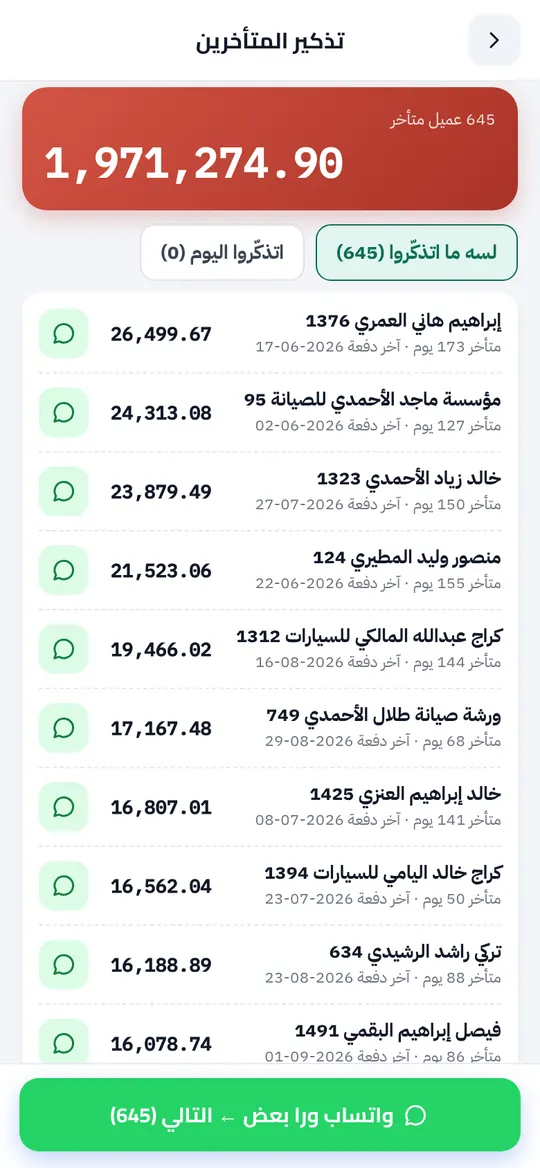 تذكير المتأخرين
645 عميل متأخر
1,971,274.90
لسه ما اتذكّروا (645)
اتذكّروا اليوم (0)
إبراهيم هاني العمري 1376
متأخر 173 يوم · آخر دفعة 2026-06-17
26,499.67
مؤسسة ماجد الأحمدي للصيانة 95
متأخر 127 يوم · آخر دفعة 2026-06-02
24,313.08
خالد زياد الأحمدي 1323
متأخر 150 يوم · آخر دفعة 2026-07-27
23,879.49
منصور وليد المطيري 124
متأخر 155 يوم · آخر دفعة 2026-06-22
21,523.06
كراج عبدالله المالكي للسيارات 1312
متأخر 144 يوم · آخر دفعة 2026-08-16
19,466.02
ورشة صيانة طلال الأحمدي 749
متأخر 68 يوم · آخر دفعة 2026-08-29
17,167.48
خالد إبراهيم العنزي 1425
متأخر 141 يوم · آخر دفعة 2026-07-08
16,807.01
كراج خالد اليامي للسيارات 1394
متأخر 50 يوم · آخر دفعة 2026-07-23
16,562.04
تركي راشد الرشيدي 634
متأخر 88 يوم · آخر دفعة 2026-08-23
16,188.89
فيصل إبراهيم البقمي 1491
متأخر 86 يوم · آخر دفعة 2026-09-01
16,078.74
واتساب ورا بعض ← التالي (645)